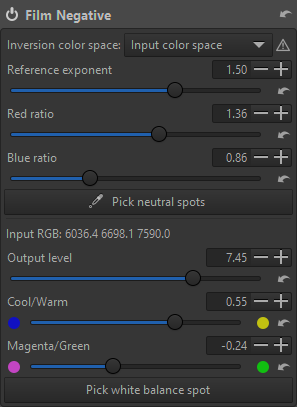 Film Negative
Inversion color space: Input color space
Reference exponent 1.50
Red ratio 1.36
Blue ratio 0.86
Pick neutral spots
Input RGB: 6036.4 6698.1 7590.0
Output level 7.45
Cool/Warm 0.55
Magenta/Green -0.24
Pick white balance spot